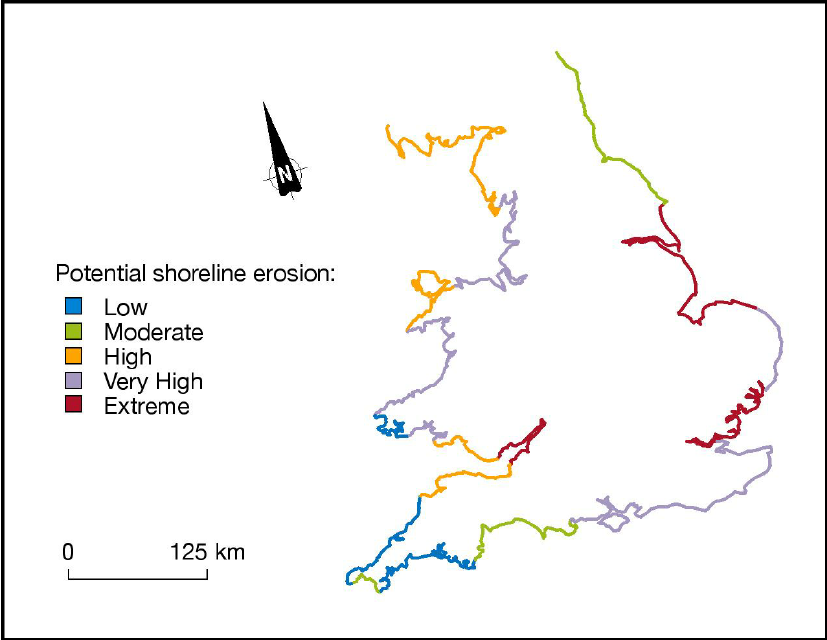 N
Potential shoreline erosion:
Low
Moderate
High
Very High
Extreme
0 125 km